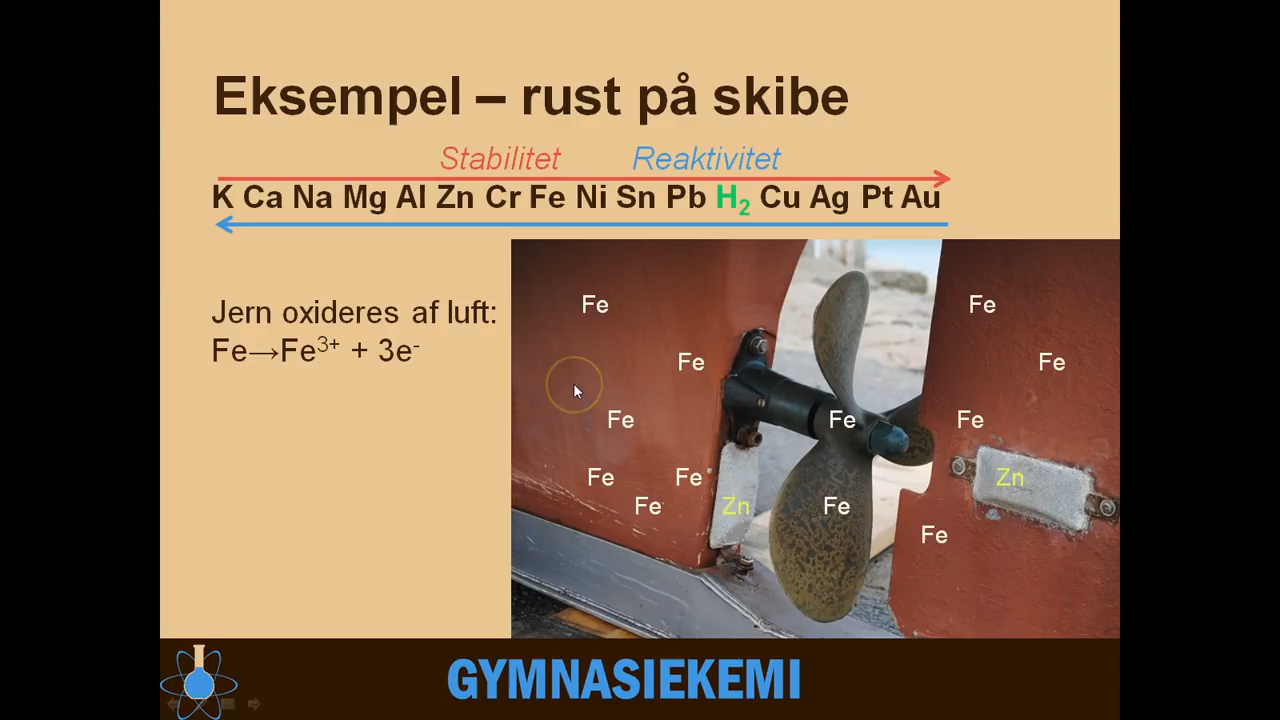 Eksempel – rust på skibe
Stabilitet Reaktivitet
K Ca Na Mg Al Zn Cr Fe Ni Sn Pb H₂ Cu Ag Pt Au
Jern oxideres af luft:
Fe→Fe³⁺ + 3e⁻
Fe Fe
Fe Fe
Fe Fe Fe
Fe Fe Zn
Fe Zn Fe
Fe
GYMNASIEKEMI